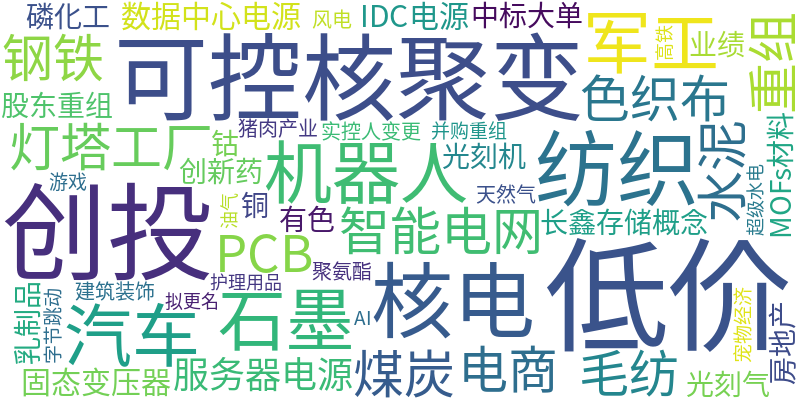 磷化工
数据中心电源
风电
IDC电源
中标大单
军工
高铁
业绩
重组
钢铁
可控核聚变
股东重组
色织布
灯塔工厂
钴
猪肉产业
实控人变更
并购重组
创新药
机器人
光刻机
纺织
水泥
MOFs材料
游戏
创投
油气
铜
有色
天然气
超级水电
智能电网
长鑫存储概念
PCB
核电
低价
聚氨酯
护理用品
建筑装饰
拟更名
乳制品
字节跳动
汽车
石墨
AI
宠物经济
房地产
固态变压器
服务器电源
煤炭
电商
毛纺
光刻气